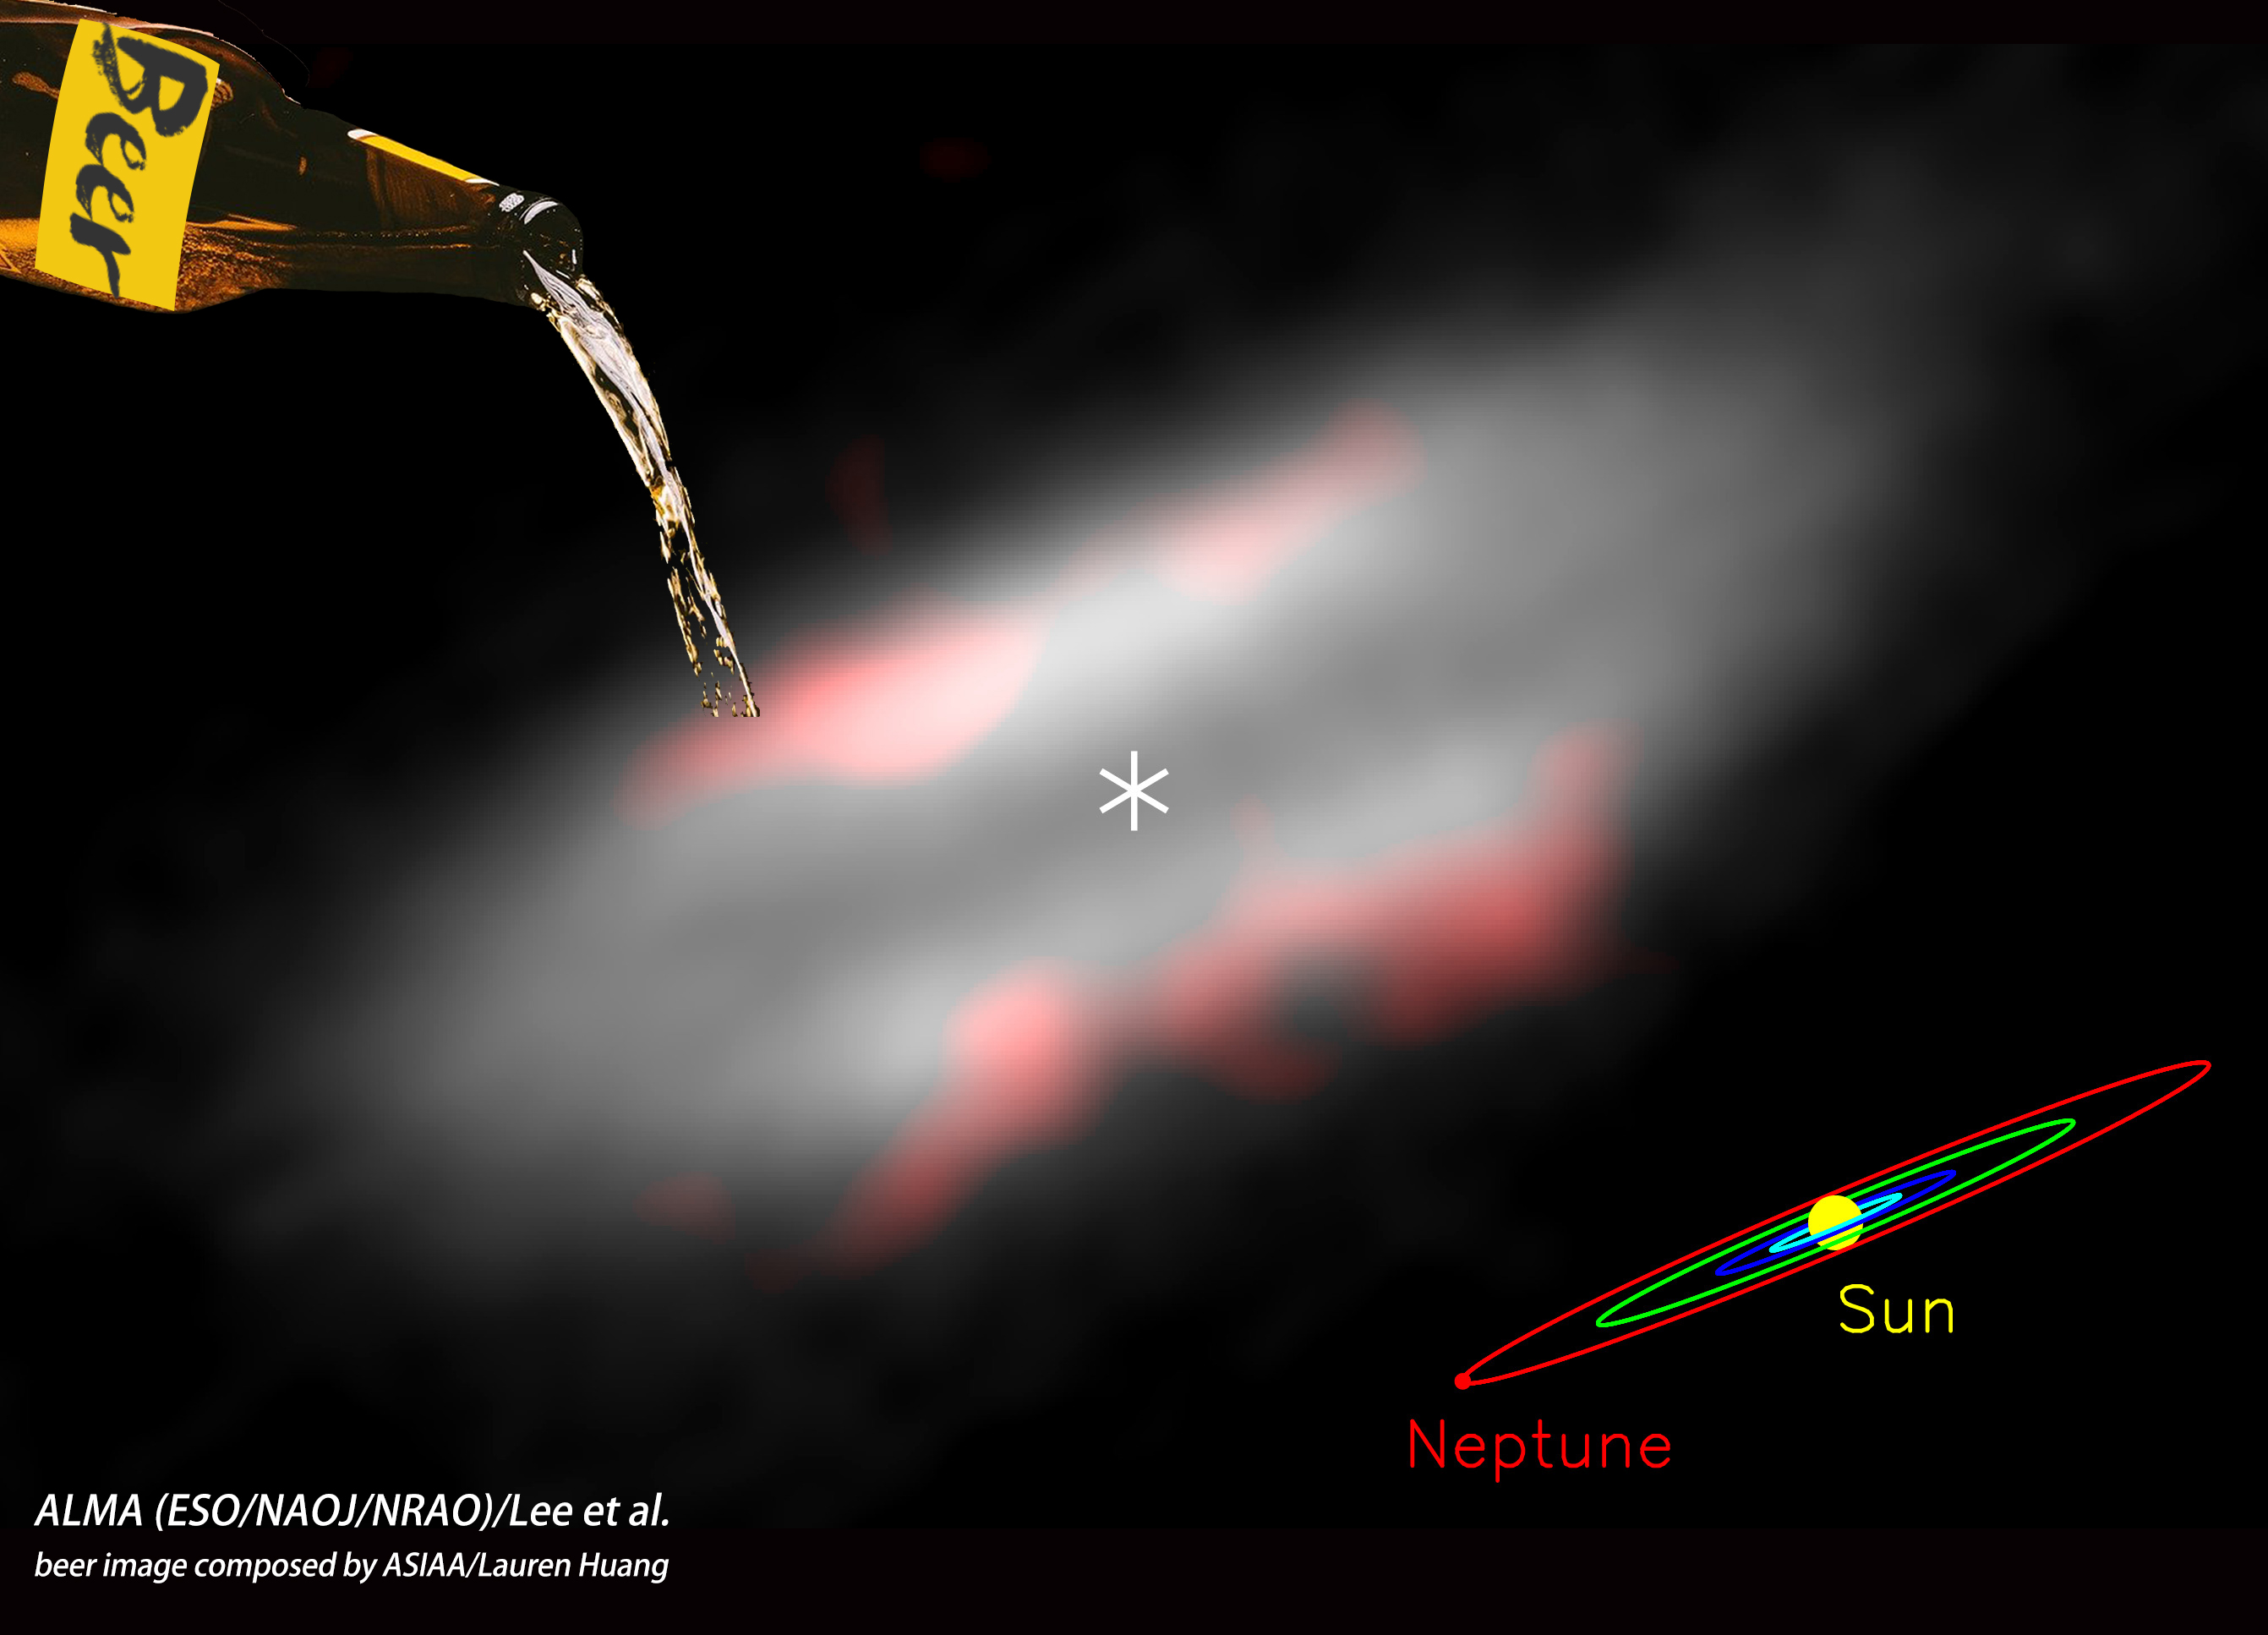 Beer
Sun
Neptune
ALMA (ESO/NAOJ/NRAO)/Lee et al.
beer image composed by ASIAA/Lauren Huang